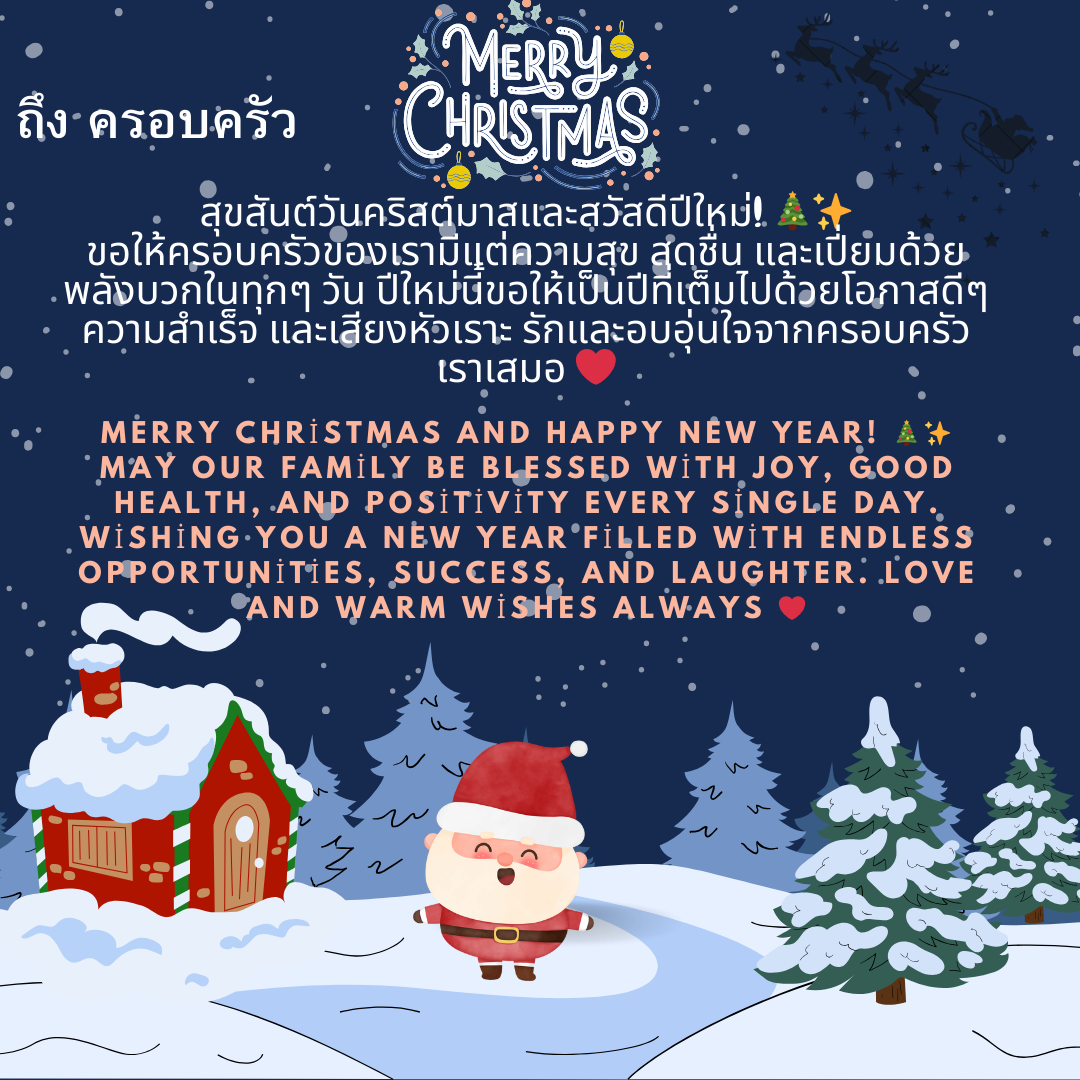 MERRY
CHRISTMAS
ถึง ครอบครัว
สุขสันต์วันคริสต์มาสและสวัสดีปีใหม่! 🎄✨
ขอให้ครอบครัวของเรามีแต่ความสุข สดชื่น และเปี่ยมด้วย
พลังบวกในทุกๆ วัน ปีใหม่นี้ขอให้เป็นปีที่เต็มไปด้วยโอกาสดีๆ
ความสำเร็จ และเสียงหัวเราะ รักและอบอุ่นใจจากครอบครัว
เราเสมอ ❤️
MERRY CHRİSTMAS AND HAPPY NEW YEAR! 🎄✨
MAY OUR FAMİLY BE BLESSED WİTH JOY, GOOD
HEALTH, AND POSİTİVİTY EVERY SİNGLE DAY.
WİSHİNG YOU A NEW YEAR FİLLED WİTH ENDLESS
OPPORTUNİTİES, SUCCESS, AND LAUGHTER. LOVE
AND WARM WİSHES ALWAYS ❤️